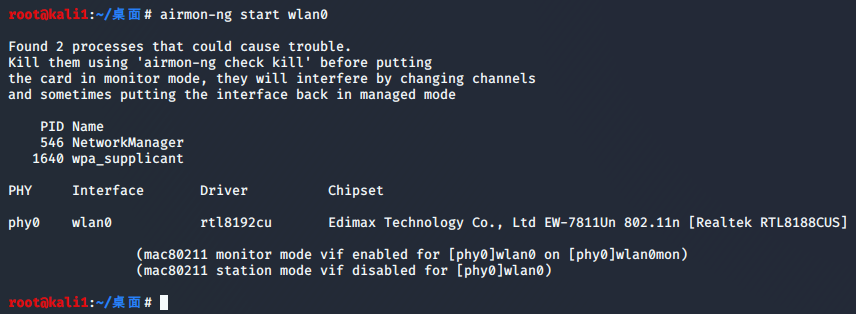 root@kali1:~/桌面# airmon-ng start wlan0
Found 2 processes that could cause trouble.
Kill them using 'airmon-ng check kill' before putting
the card in monitor mode, they will interfere by changing channels
and sometimes putting the interface back in managed mode
PID Name
546 NetworkManager
1640 wpa_supplicant
PHY Interface Driver Chipset
phy0 wlan0 rtl8192cu Edimax Technology Co., Ltd EW-7811Un 802.11n [Realtek RTL8188CUS]
(mac80211 monitor mode vif enabled for [phy0]wlan0 on [phy0]wlan0mon)
(mac80211 station mode vif disabled for [phy0]wlan0)
root@kali1:~/桌面#